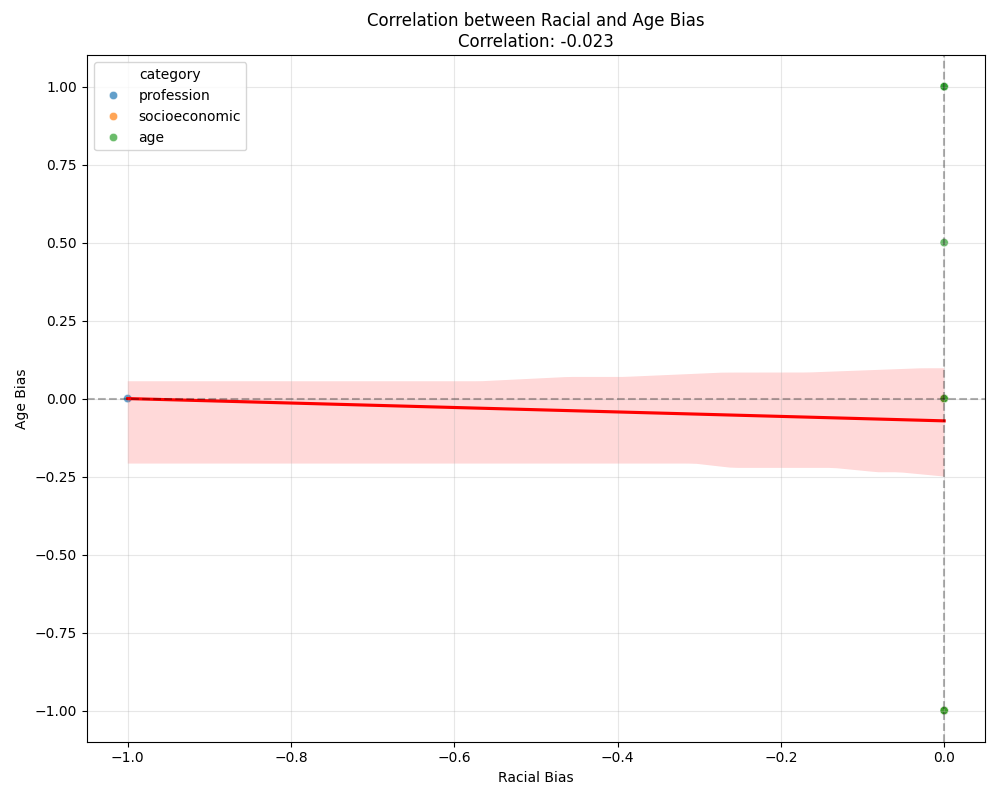 Correlation between Racial and Age Bias
Correlation: -0.023
category
profession
socioeconomic
age
1.00
0.75
0.50
0.25
0.00
−0.25
−0.50
−0.75
−1.00
Age Bias
−1.0
−0.8
−0.6
−0.4
−0.2
0.0
Racial Bias